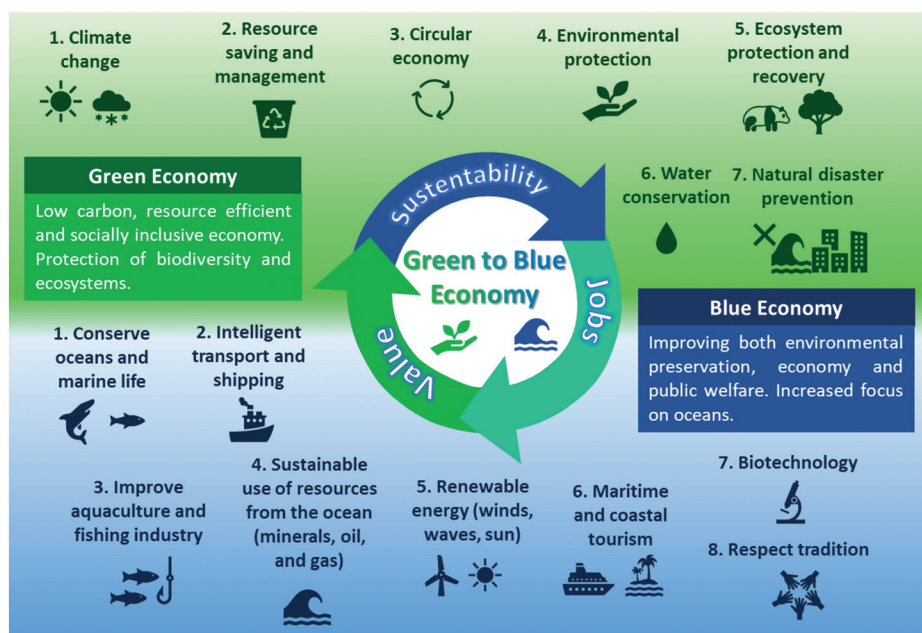 1. Climate
change
2. Resource
saving and
management
3. Circular
economy
4. Environmental
protection
5. Ecosystem
protection and
recovery
6. Water
conservation
7. Natural disaster
prevention
Green Economy
Low carbon, resource efficient
and socially inclusive economy.
Protection of biodiversity and
ecosystems.
Sustentability
Jobs
Value
Green to Blue
Economy
Blue Economy
Improving both environmental
preservation, economy and
public welfare. Increased focus
on oceans.
1. Conserve
oceans and
marine life
2. Intelligent
transport and
shipping
3. Improve
aquaculture and
fishing industry
4. Sustainable
use of resources
from the ocean
(minerals, oil,
and gas)
5. Renewable
energy (winds,
waves, sun)
6. Maritime
and coastal
tourism
7. Biotechnology
8. Respect tradition